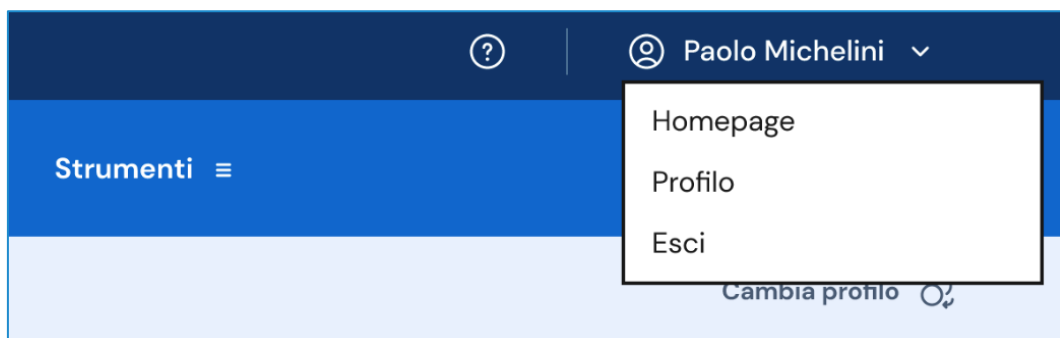 Paolo Michelini
Homepage
Strumenti
Profilo
Esci
Cambia profilo